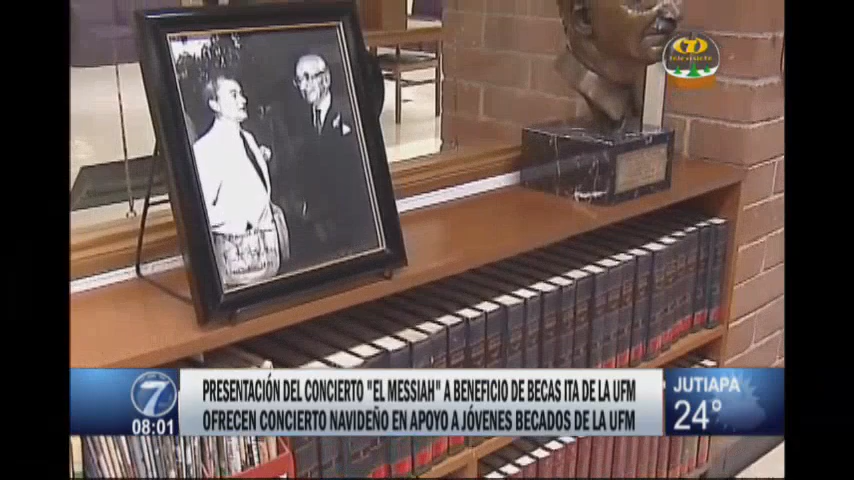 PRESENTACIÓN DEL CONCIERTO "EL MESSIAH" A BENEFICIO DE BECAS ITA DE LA UFM
OFRECEN CONCIERTO NAVIDEÑO EN APOYO A JÓVENES BECADOS DE LA UFM
7
08:01
JUTIAPA
24°